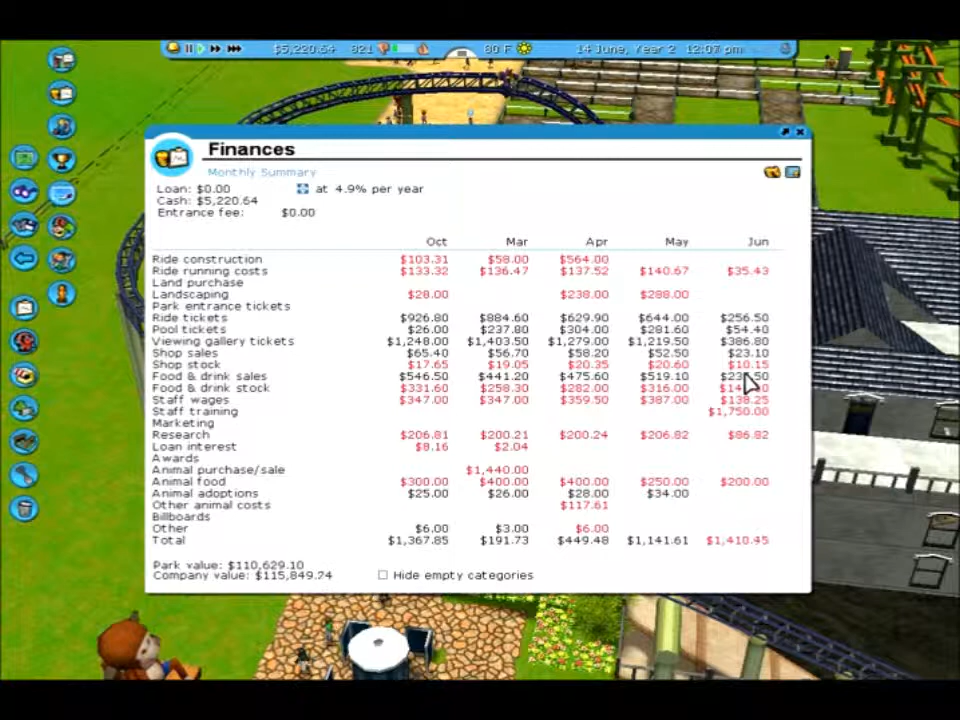 $5,220.64 821 80 F 14 June, Year 2 12:07 pm
Finances
Monthly Summary
Loan: $0.00 at 4.9% per year
Cash: $5,220.64
Entrance fee: $0.00
Oct Mar Apr May Jun
Ride construction $103.31 $58.00 $564.00
Ride running costs $133.32 $136.47 $137.52 $140.67 $35.43
Land purchase
Landscaping $28.00 $238.00 $288.00
Park entrance tickets
Ride tickets $926.80 $884.60 $629.90 $644.00 $256.50
Pool tickets $26.00 $237.80 $304.00 $281.60 $54.40
Viewing gallery tickets $1,248.00 $1,403.50 $1,279.00 $1,219.50 $386.80
Shop sales $65.40 $56.70 $58.20 $52.50 $23.10
Shop stock $17.65 $19.05 $20.35 $20.60 $10.15
Food & drink sales $546.50 $441.20 $475.60 $519.10
Food & drink stock $331.60 $258.30 $282.00 $316.00
Staff wages $347.00 $347.00 $359.50 $387.00 $138.25
Staff training $1,750.00
Marketing
Research $206.81 $200.21 $200.24 $206.82 $86.82
Loan interest $8.16 $2.04
Awards
Animal purchase/sale $1,440.00
Animal food $300.00 $400.00 $400.00 $250.00 $200.00
Animal adoptions $25.00 $26.00 $28.00 $34.00
Other animal costs $117.61
Billboards
Other $6.00 $3.00 $6.00
Total $1,367.85 $191.73 $449.48 $1,141.61 $1,410.45
Park value: $110,629.10
Company value: $115,849.74
Hide empty categories